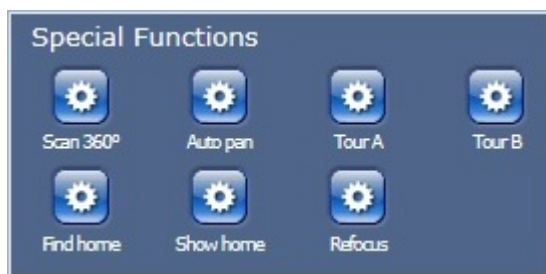 Special Functions
Scan 360º
Auto pan
Tour A
Tour B
Find home
Show home
Refocus